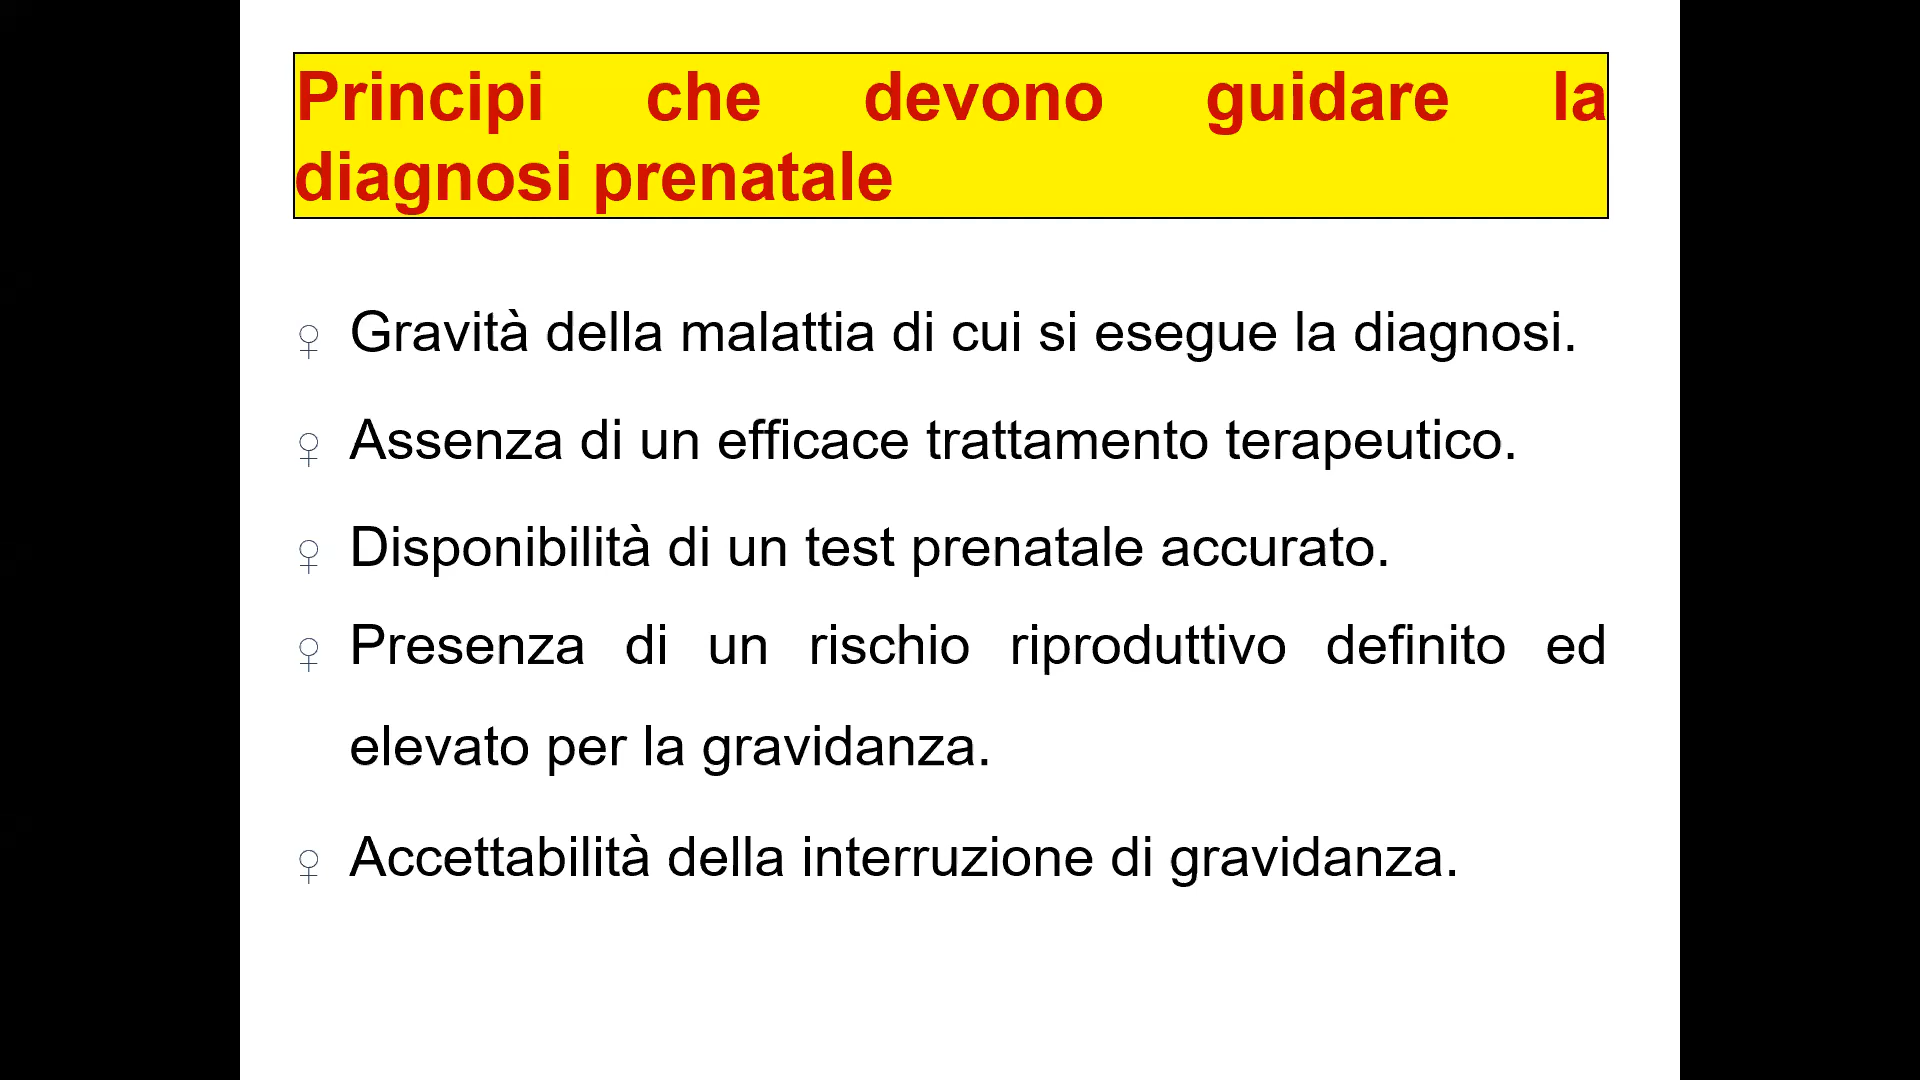 Principi che devono guidare la
diagnosi prenatale
♀ Gravità della malattia di cui si esegue la diagnosi.
♀ Assenza di un efficace trattamento terapeutico.
♀ Disponibilità di un test prenatale accurato.
♀ Presenza di un rischio riproduttivo definito ed
elevato per la gravidanza.
♀ Accettabilità della interruzione di gravidanza.